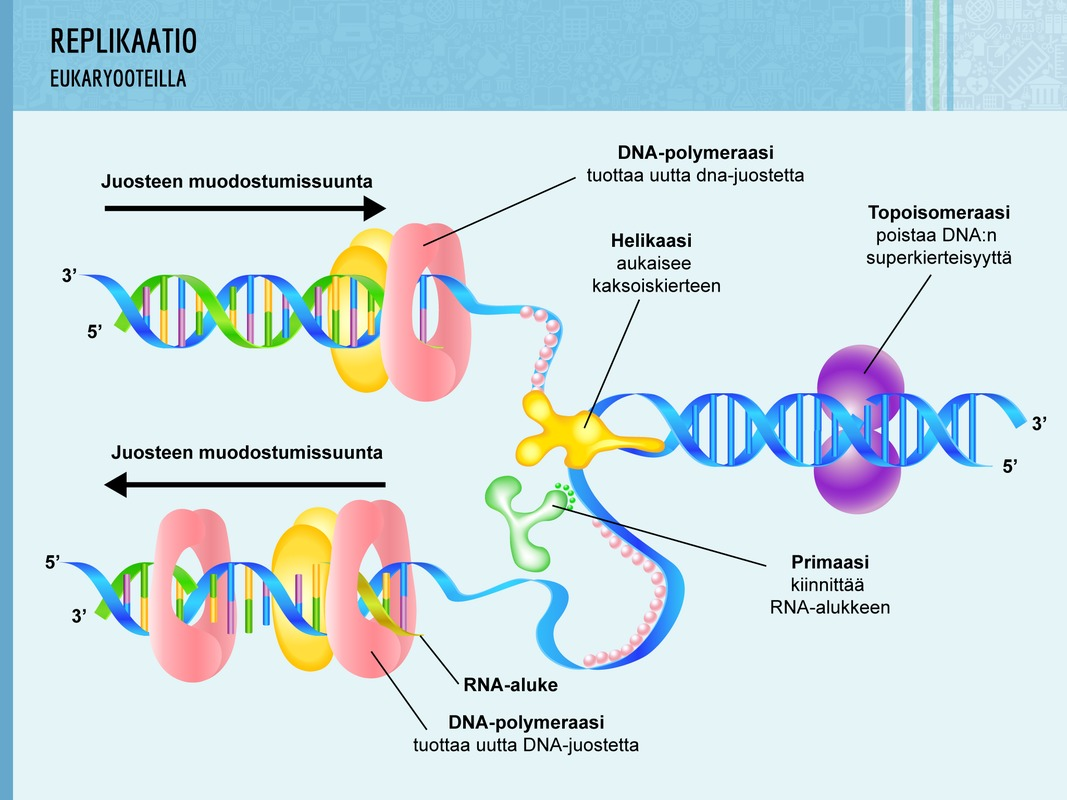 REPLIKAATIO
EUKARYOOTEILLA
DNA-polymeraasi
tuottaa uutta dna-juostetta
Juosteen muodostumissuunta
Topoisomeraasi
poistaa DNA:n
superkierteisyyttä
Helikaasi
aukaisee
kaksoiskierteen
3’
5’
3’
5’
Juosteen muodostumissuunta
5’
3’
Primaasi
kiinnittää
RNA-alukkeen
RNA-aluke
DNA-polymeraasi
tuottaa uutta DNA-juostetta